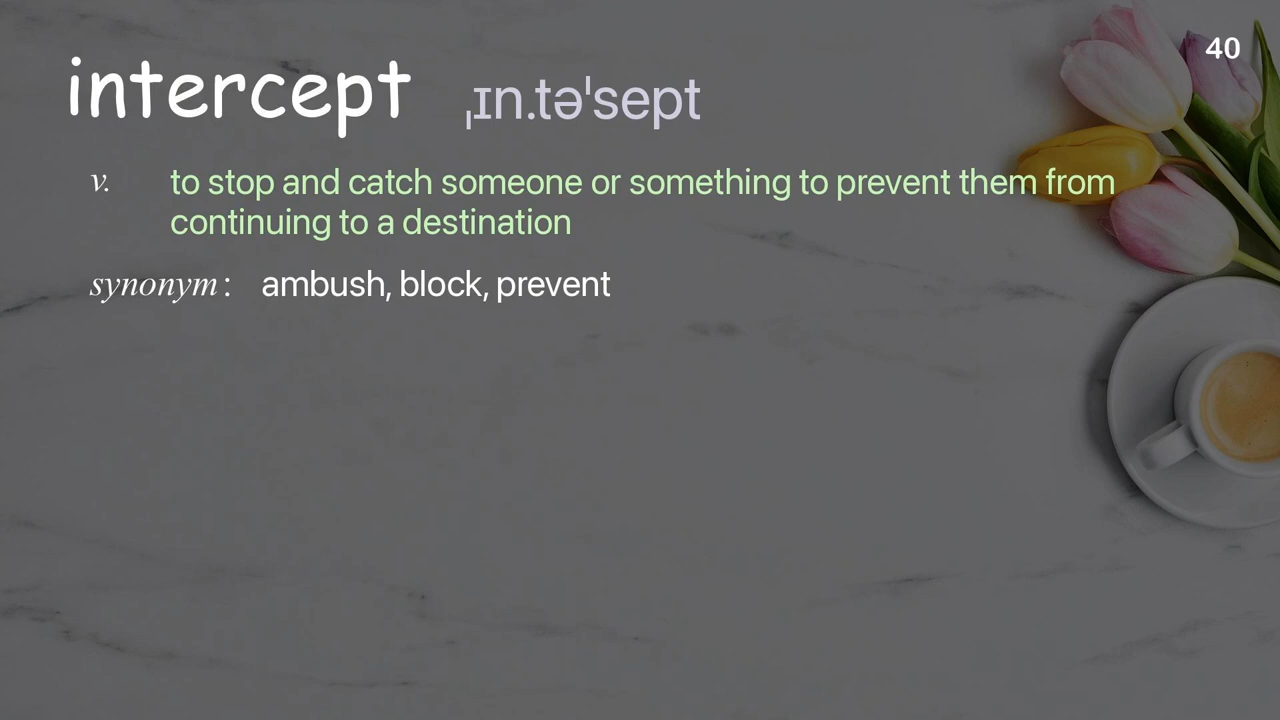 40
intercept ˌɪn.təˈsept
v. to stop and catch someone or something to prevent them from
continuing to a destination
synonym : ambush, block, prevent